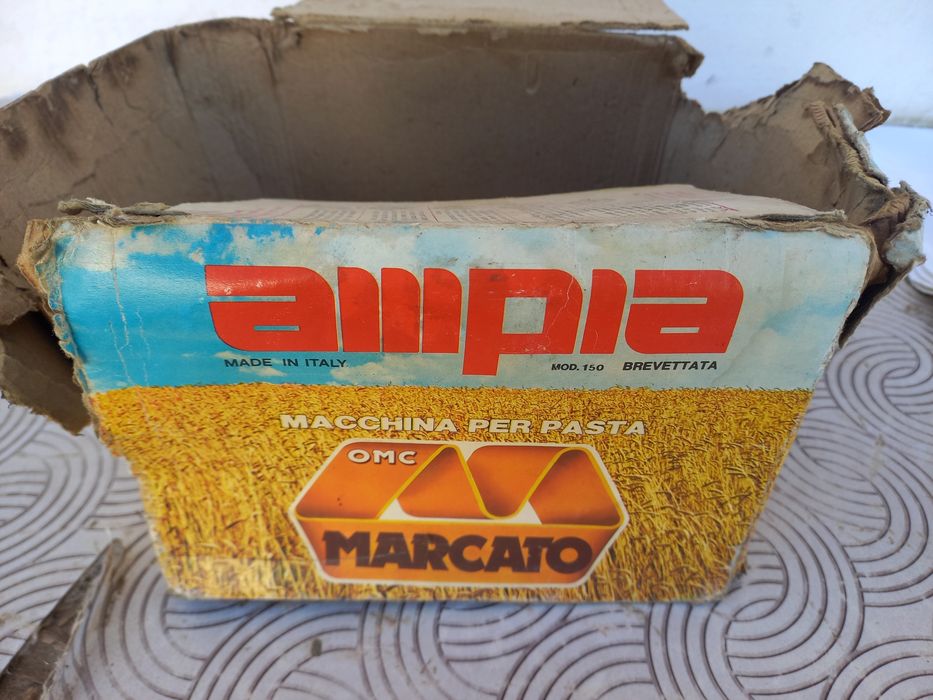 ampia
MADE IN ITALY
MOD. 150 BREVETTATA
MACCHINA PER PASTA
OMC
MARCATO